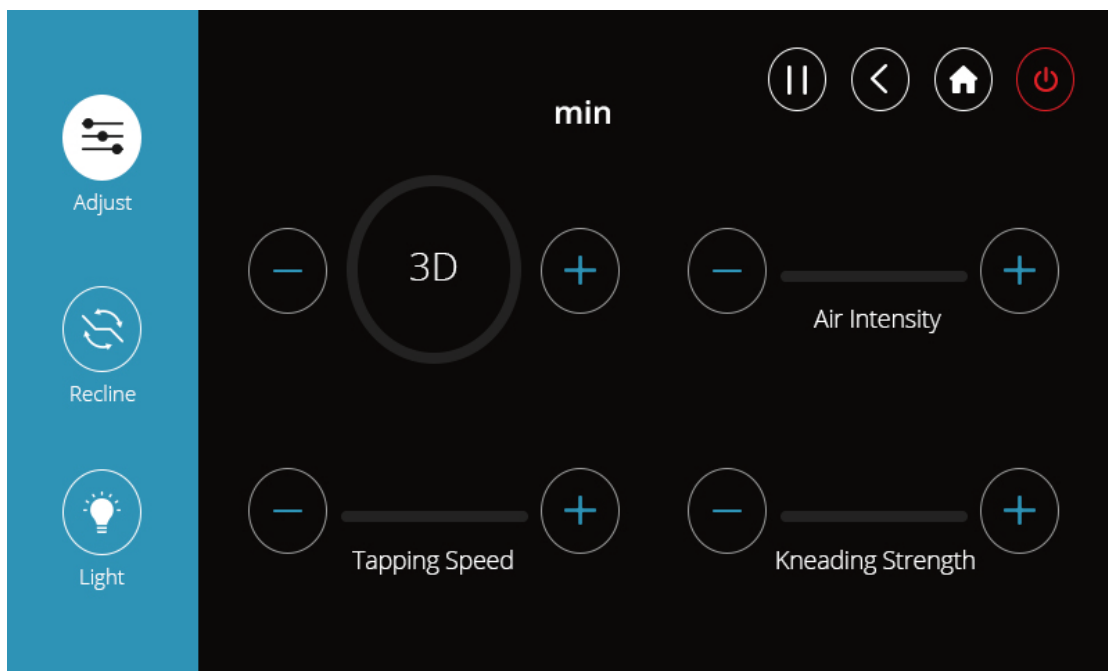 min
Adjust
3D
Air Intensity
Recline
Tapping Speed
Kneading Strength
Light